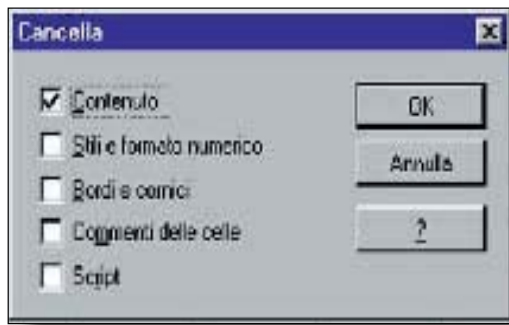 Cancella
Contenuto
Stili e formato numerico
Bordi e cornici
Commenti delle celle
Script
OK
Annulla
?